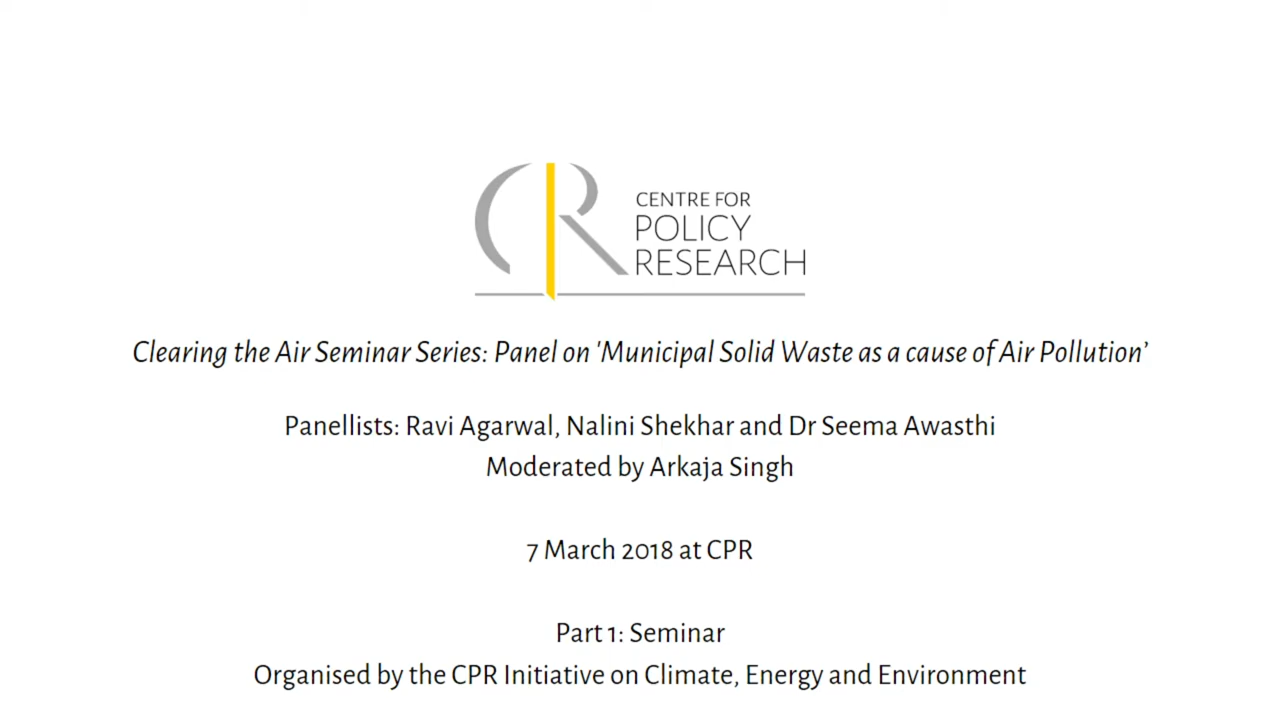 CENTRE FOR
POLICY
RESEARCH
Clearing the Air Seminar Series: Panel on 'Municipal Solid Waste as a cause of Air Pollution’
Panellists: Ravi Agarwal, Nalini Shekhar and Dr Seema Awasthi
Moderated by Arkaja Singh
7 March 2018 at CPR
Part 1: Seminar
Organised by the CPR Initiative on Climate, Energy and Environment